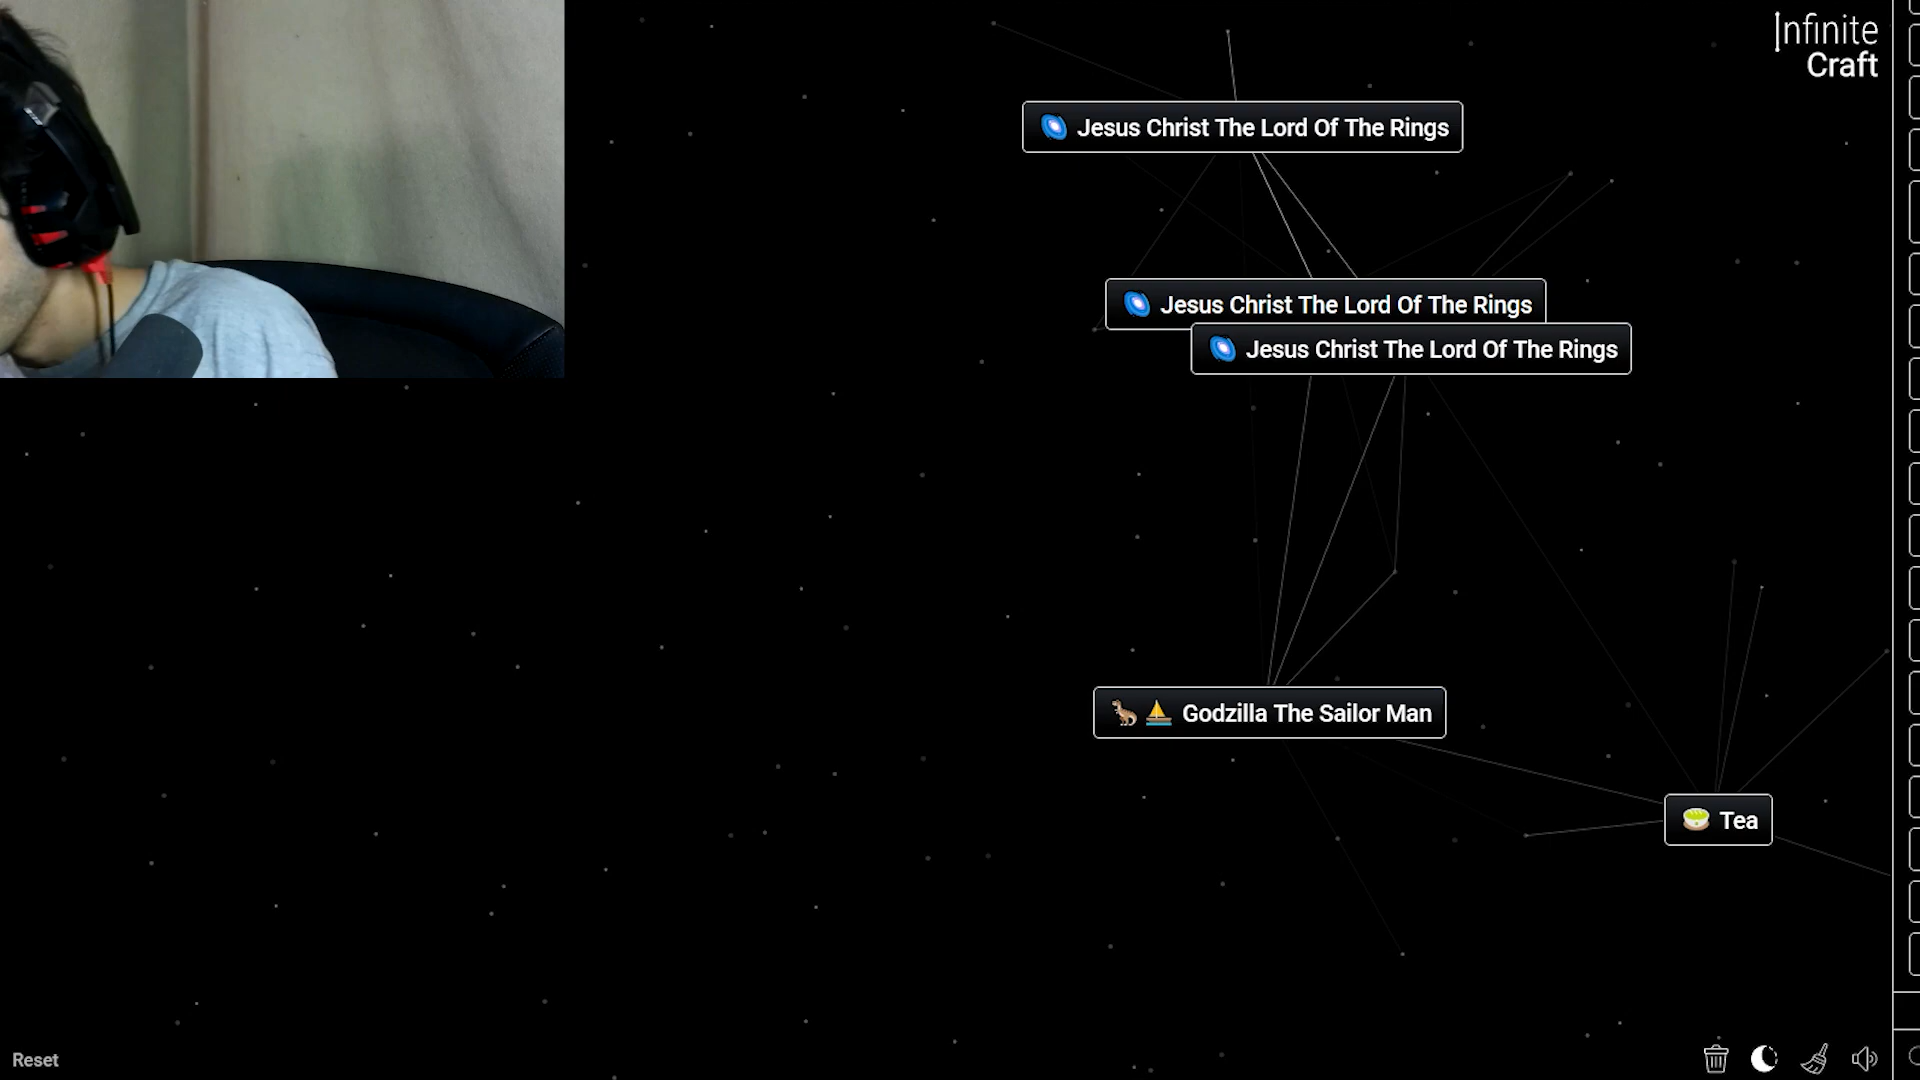 Infinite
Craft
Jesus Christ The Lord Of The Rings
Jesus Christ The Lord Of The Rings
Jesus Christ The Lord Of The Rings
Godzilla The Sailor Man
Tea
Reset